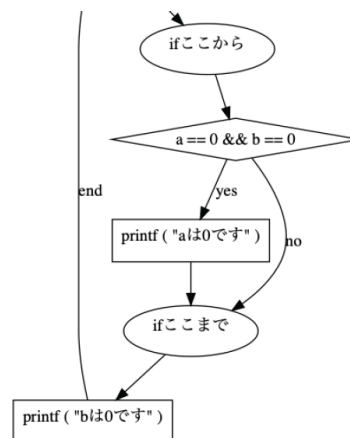 ifここから
a == 0 && b == 0
yes
end
printf ( "aは0です" )
no
ifここまで
printf ( "bは0です" )